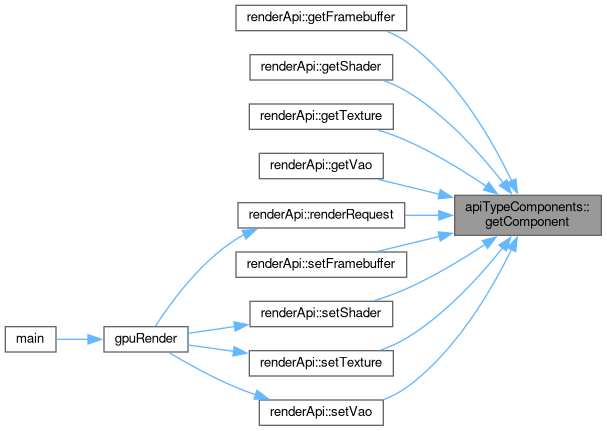 renderApi::getFramebuffer
renderApi::getShader
renderApi::getTexture
renderApi::getVao
apiTypeComponents::
getComponent
renderApi::renderRequest
renderApi::setFramebuffer
renderApi::setShader
main
gpuRender
renderApi::setTexture
renderApi::setVao